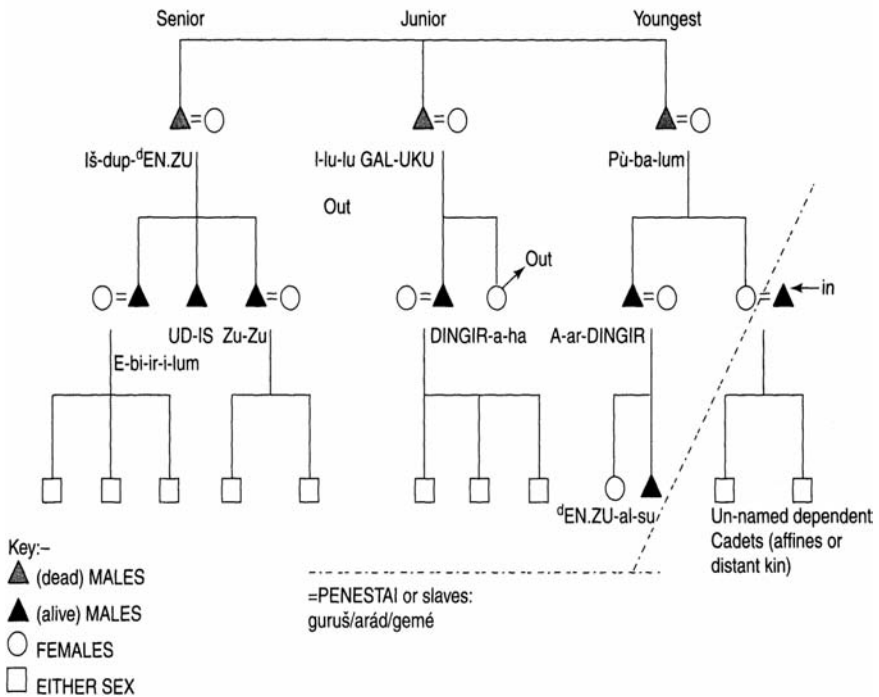 Senior Junior Youngest
Iš-dup-ᵈEN.ZU I-lu-lu GAL-UKU Pù-ba-lum
Out
Out
in
UD-IS Zu-Zu DINGIR-a-ha A-ar-DINGIR
E-bi-ir-i-lum
ᵈEN.ZU-al-su
Un-named dependent
Cadets (affines or
distant kin)
Key:–
(dead) MALES
(alive) MALES
FEMALES
EITHER SEX
=PENESTAI or slaves:
guruš/arád/gemé